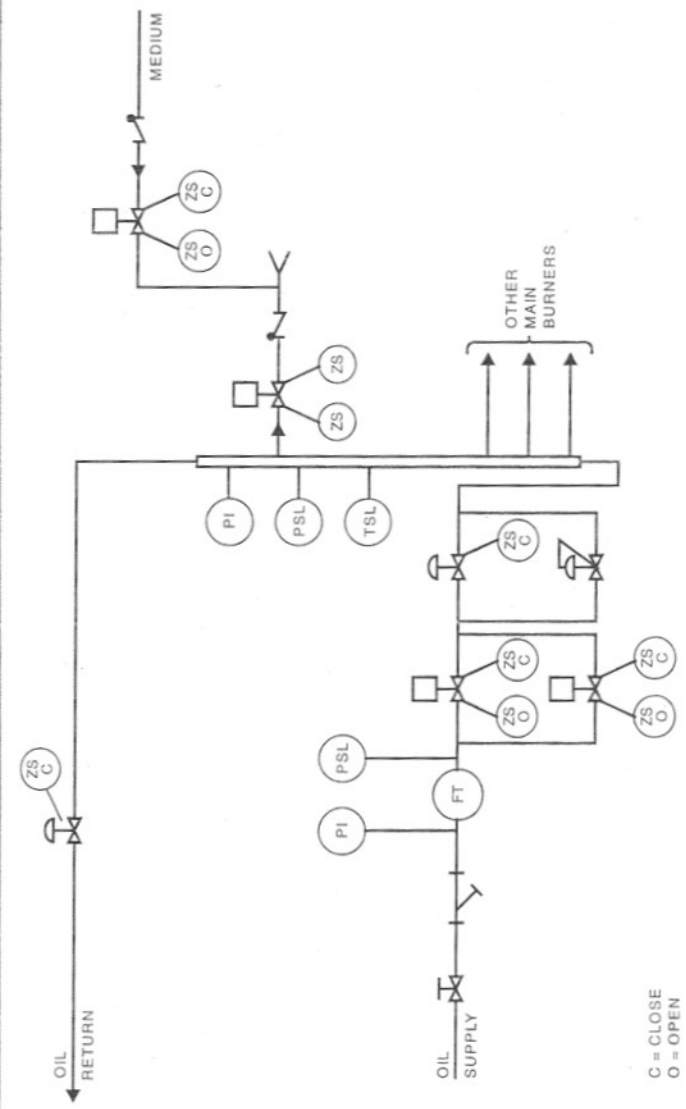 MEDIUM
ZS
C
ZS
O
ZS
ZS
OTHER
MAIN
BURNERS
PI
PSL
TSL
ZS
C
ZS
C
ZS
O
ZS
C
ZS
O
ZS
C
PSL
FT
PI
OIL
RETURN
OIL
SUPPLY
C = CLOSE
O = OPEN